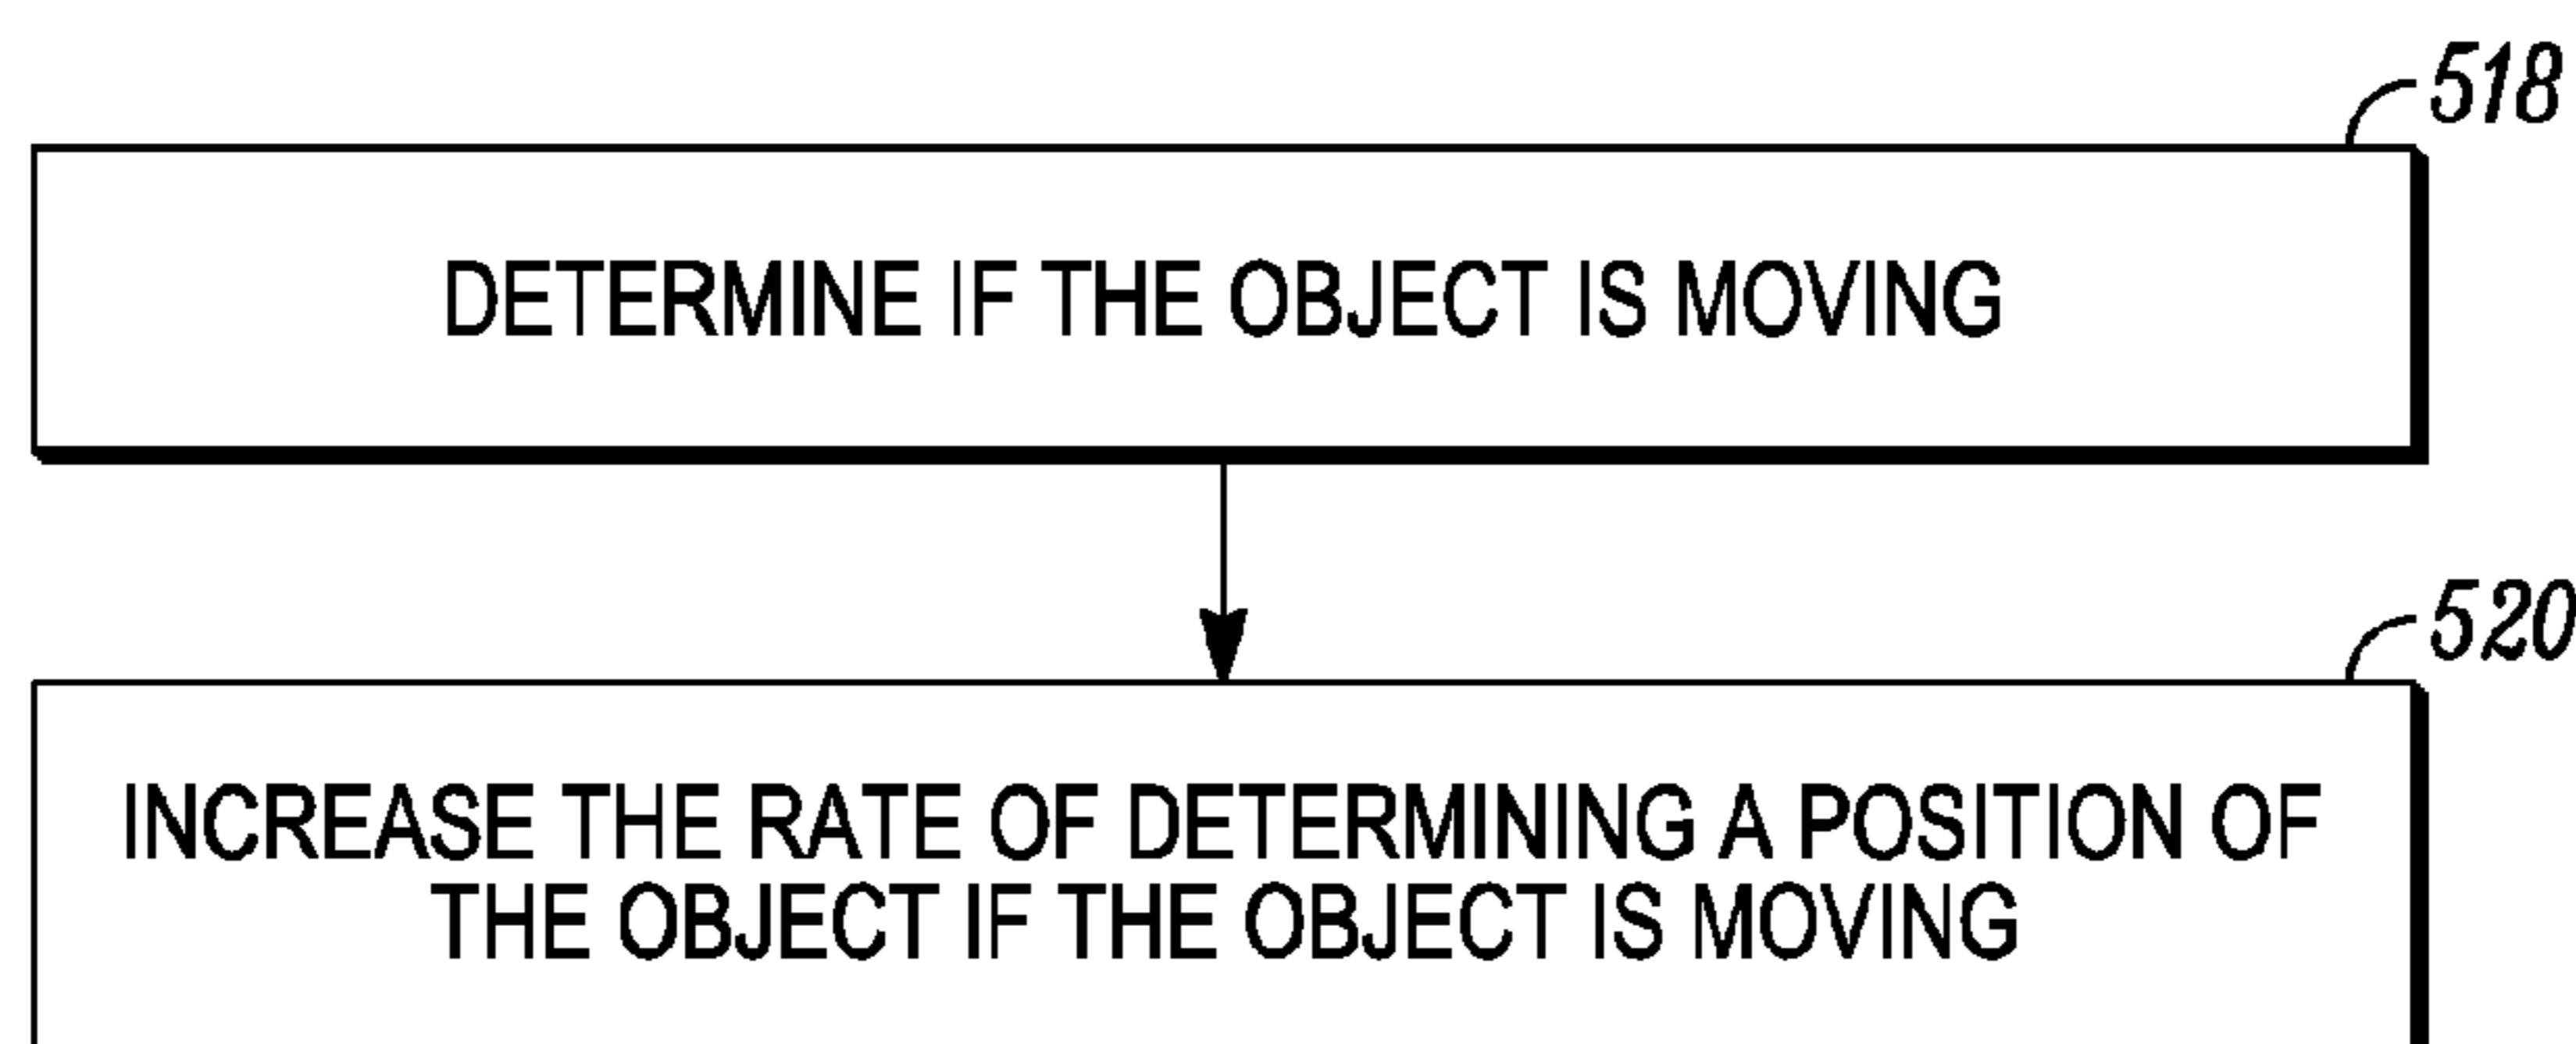 518
DETERMINE IF THE OBJECT IS MOVING
520
INCREASE THE RATE OF DETERMINING A POSITION OF
THE OBJECT IF THE OBJECT IS MOVING